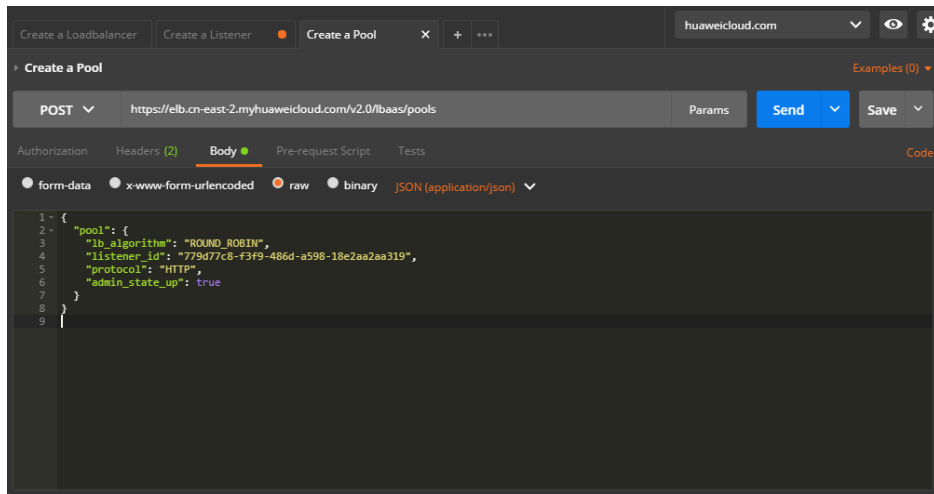 Create a Loadbalancer Create a Listener Create a Pool × + ••• huaweicloud.com
Create a Pool Examples (0)
POST https://elb.cn-east-2.myhuaweicloud.com/v2.0/lbaas/pools Params Send Save
Authorization Headers (2) Body Pre-request Script Tests Code
form-data x-www-form-urlencoded raw binary JSON (application/json)
1 {
2 "pool": {
3 "lb_algorithm": "ROUND_ROBIN",
4 "listener_id": "779d77c8-f3f9-486d-a598-18e2aa2aa319",
5 "protocol": "HTTP",
6 "admin_state_up": true
7 }
8 }
9